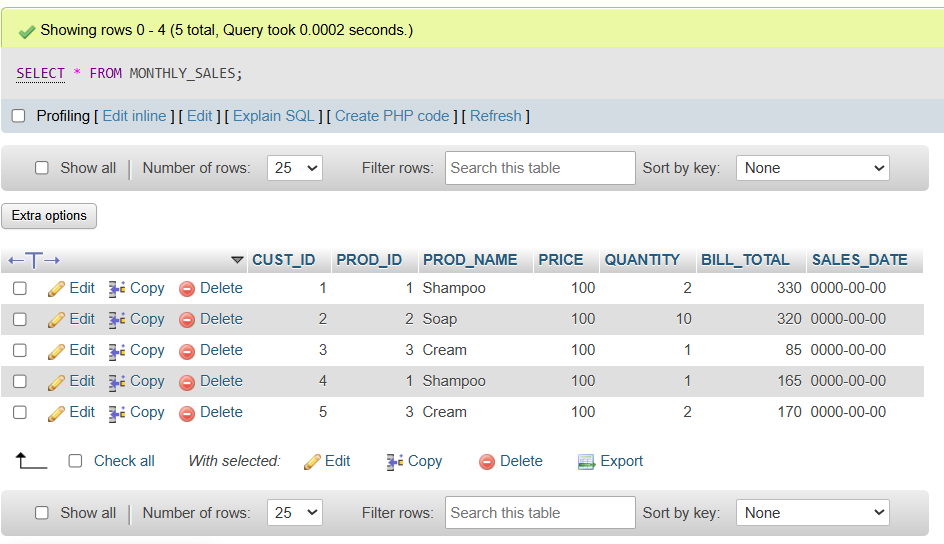 Showing rows 0 - 4 (5 total, Query took 0.0002 seconds.)
SELECT * FROM MONTHLY_SALES;
Profiling [ Edit inline ] [ Edit ] [ Explain SQL ] [ Create PHP code ] [ Refresh ]
Show all Number of rows: 25 Filter rows: Search this table Sort by key: None
Extra options
←T→ CUST_ID PROD_ID PROD_NAME PRICE QUANTITY BILL_TOTAL SALES_DATE
Edit Copy Delete 1 1 Shampoo 100 2 330 0000-00-00
Edit Copy Delete 2 2 Soap 100 10 320 0000-00-00
Edit Copy Delete 3 3 Cream 100 1 85 0000-00-00
Edit Copy Delete 4 1 Shampoo 100 1 165 0000-00-00
Edit Copy Delete 5 3 Cream 100 2 170 0000-00-00
Check all With selected: Edit Copy Delete Export
Show all Number of rows: 25 Filter rows: Search this table Sort by key: None